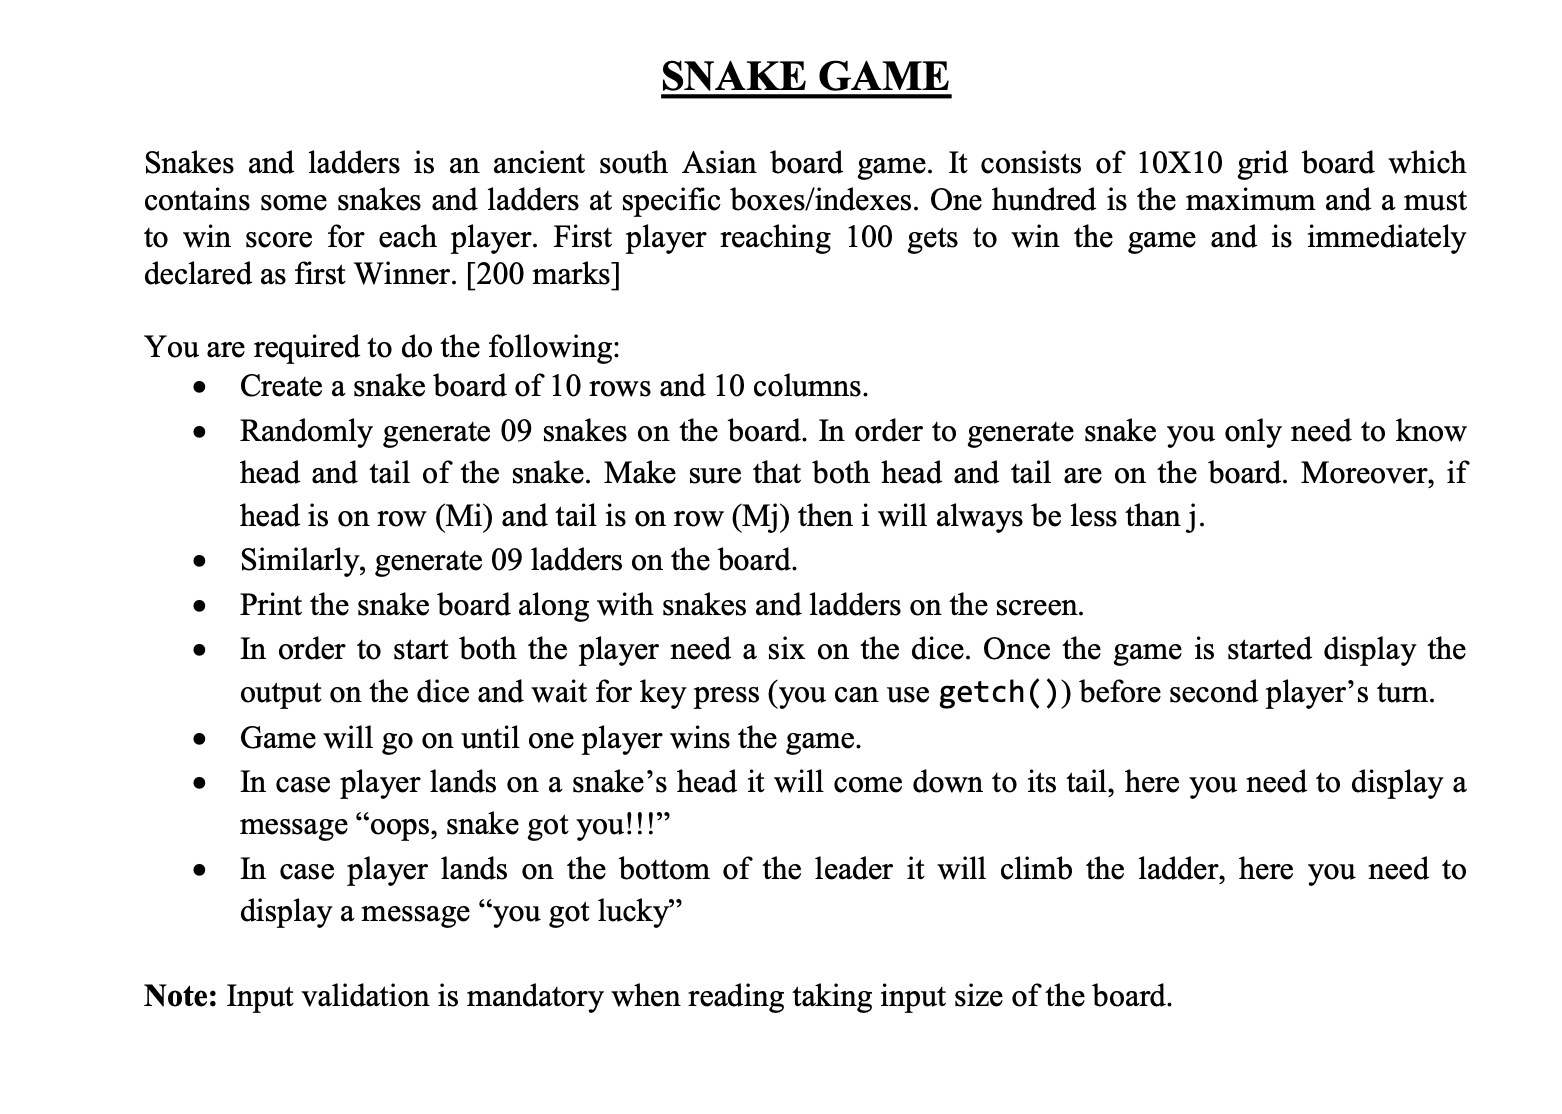 SNAKE GAME
Snakes and ladders is an ancient south Asian board game. It consists of 10X10 grid board which
contains some snakes and ladders at specific boxes/indexes. One hundred is the maximum and a must
to win score for each player. First player reaching 100 gets to win the game and is immediately
declared as first Winner. [200 marks]
You are required to do the following:
• Create a snake board of 10 rows and 10 columns.
• Randomly generate 09 snakes on the board. In order to generate snake you only need to know
head and tail of the snake. Make sure that both head and tail are on the board. Moreover, if
head is on row (Mi) and tail is on row (Mj) then i will always be less than j.
• Similarly, generate 09 ladders on the board.
• Print the snake board along with snakes and ladders on the screen.
• In order to start both the player need a six on the dice. Once the game is started display the
output on the dice and wait for key press (you can use getch()) before second player’s turn.
• Game will go on until one player wins the game.
• In case player lands on a snake’s head it will come down to its tail, here you need to display a
message “oops, snake got you!!!”
• In case player lands on the bottom of the leader it will climb the ladder, here you need to
display a message “you got lucky”
Note: Input validation is mandatory when reading taking input size of the board.